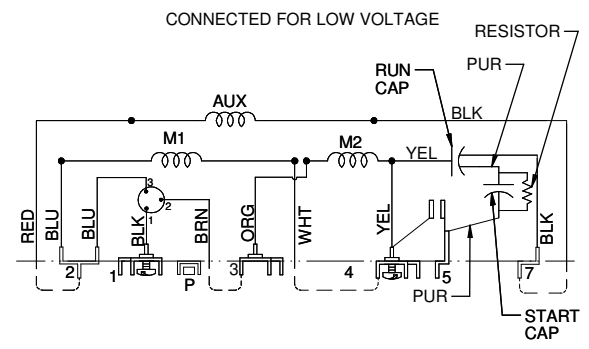 CONNECTED FOR LOW VOLTAGE
RESISTOR
PUR
RUN
CAP
AUX
BLK
M1
M2
YEL
3
2
1
RED
BLU
BLU
BLK
BRN
ORG
WHT
YEL
BLK
2
1
P
3
4
5
7
PUR
START
CAP